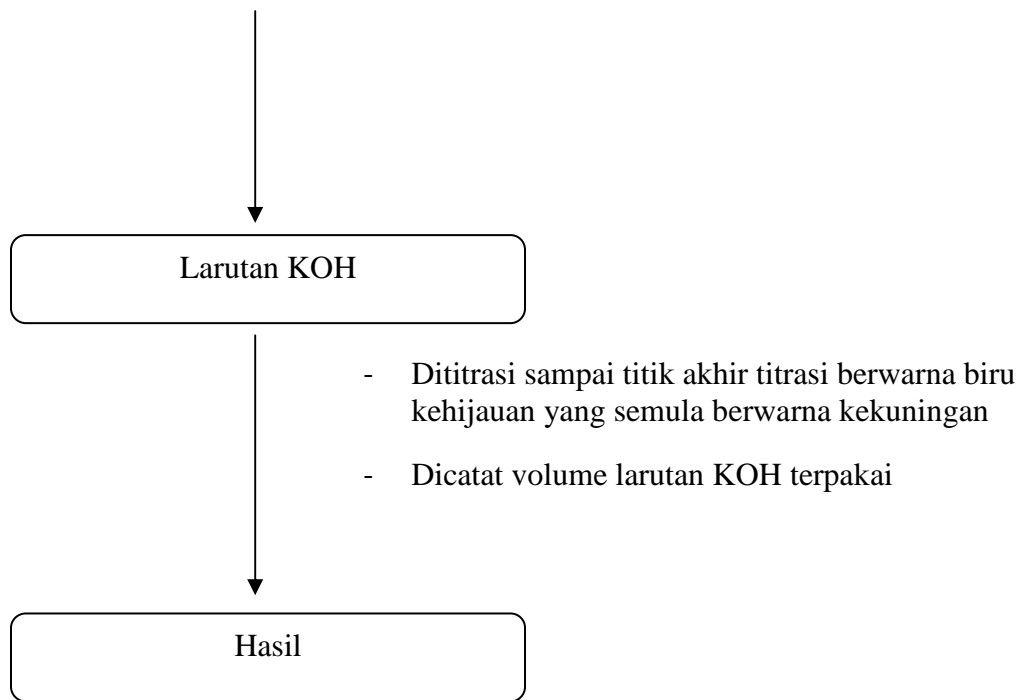 Larutan KOH
- Dititrasi sampai titik akhir titrasi berwarna biru
kehijauan yang semula berwarna kekuningan
- Dicatat volume larutan KOH terpakai
Hasil